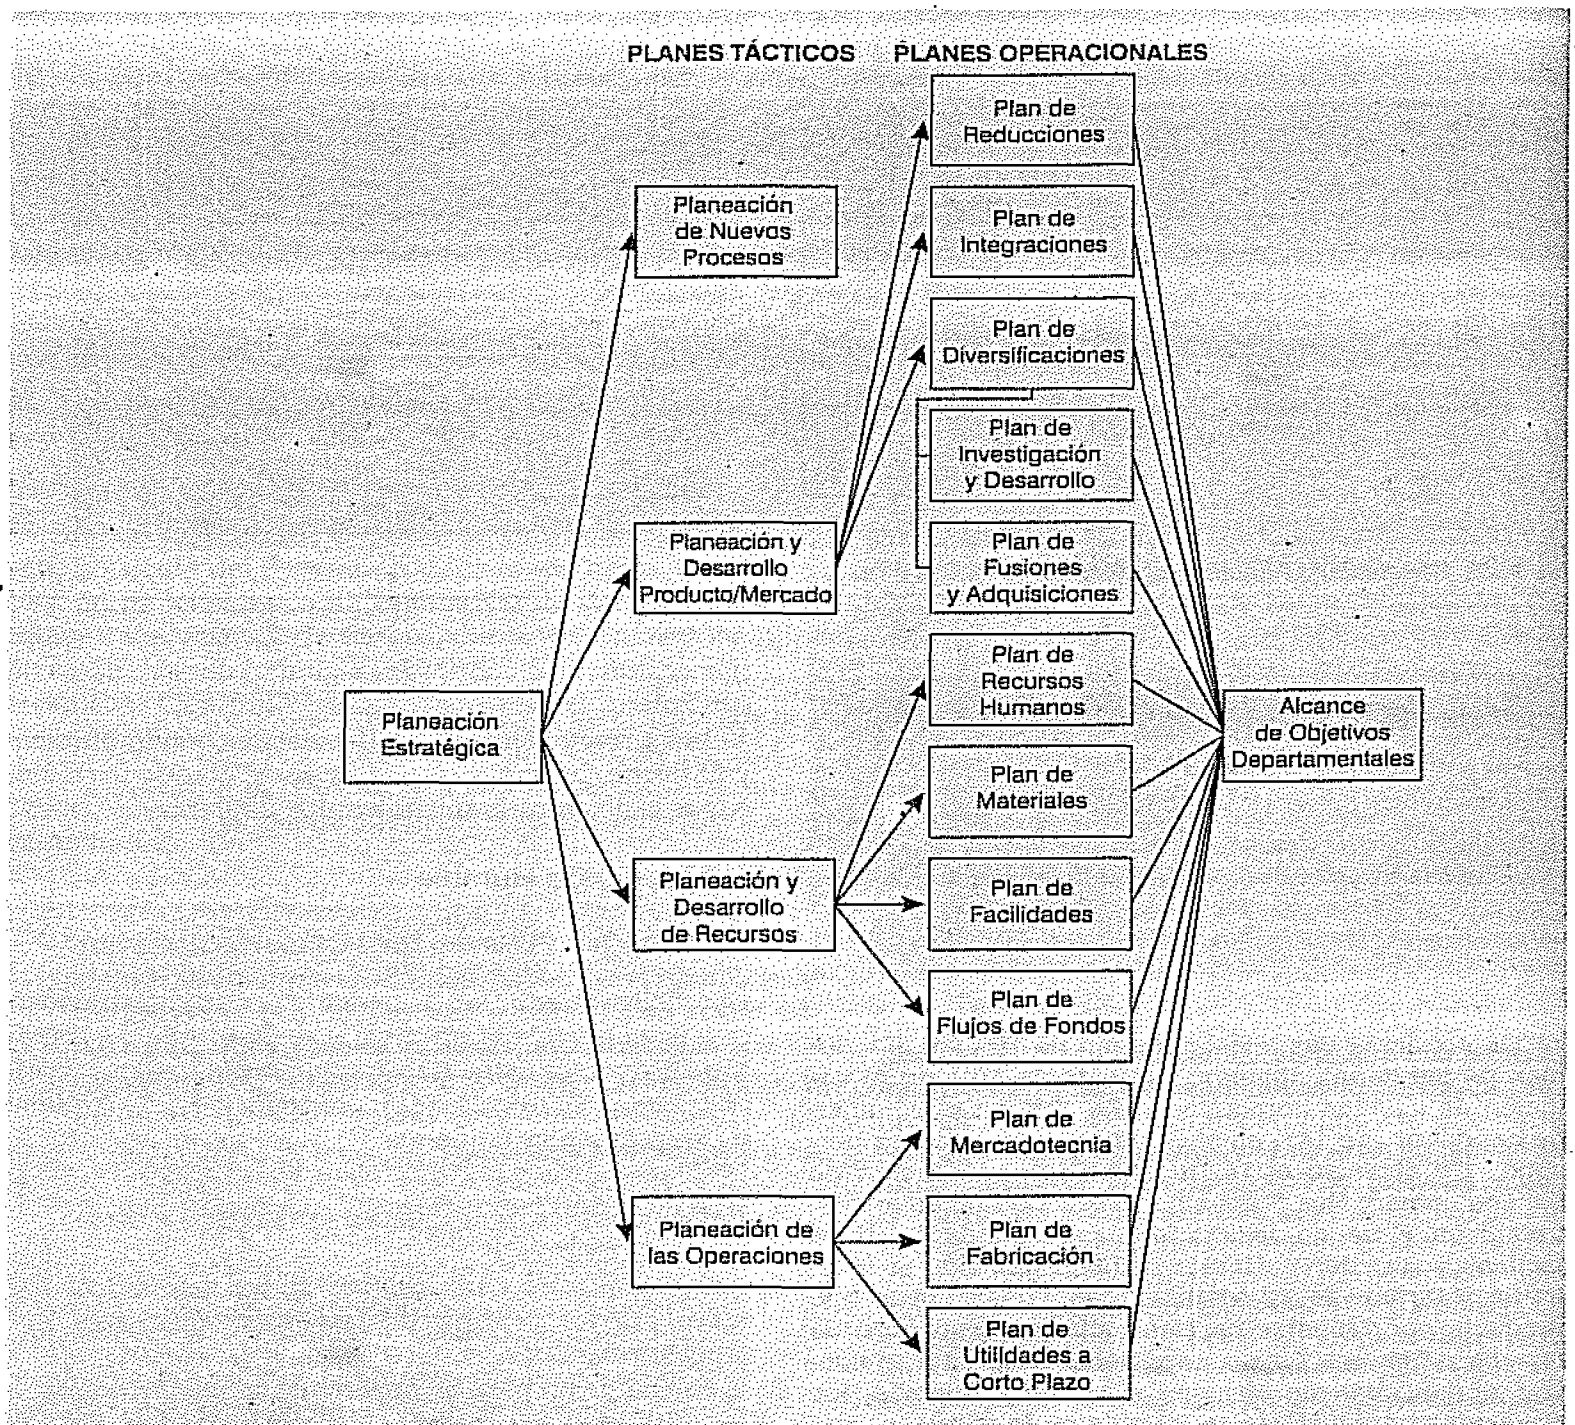 PLANES TÁCTICOS
PLANES OPERACIONALES
Plan de
Reducciones
Planeación
de Nuevos
Procesos
Plan de
Integraciones
Plan de
Diversificaciones
Plan de
Investigación
y Desarrollo
Planeación y
Desarrollo
Producto/Mercado
Plan de
Fusiones
y Adquisiciones
Plan de
Recursos
Humanos
Planeación
Estratégica
Alcance
de Objetivos
Departamentales
Plan de
Materiales
Planeación y
Desarrollo
de Recursos
Plan de
Facilidades
Plan de
Flujos de Fondos
Plan de
Mercadotecnia
Planeación de
las Operaciones
Plan de
Fabricación
Plan de
Utilidades a
Corto Plazo